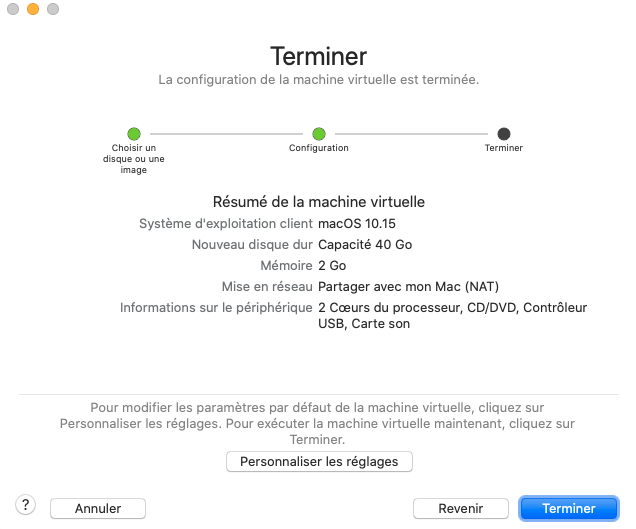 Terminer
La configuration de la machine virtuelle est terminée.
Choisir un
disque ou une
image
Configuration
Terminer
Résumé de la machine virtuelle
Système d'exploitation client macOS 10.15
Nouveau disque dur Capacité 40 Go
Mémoire 2 Go
Mise en réseau Partager avec mon Mac (NAT)
Informations sur le périphérique 2 Cœurs du processeur, CD/DVD, Contrôleur
USB, Carte son
Pour modifier les paramètres par défaut de la machine virtuelle, cliquez sur
Personnaliser les réglages. Pour exécuter la machine virtuelle maintenant, cliquez sur
Terminer.
Personnaliser les réglages
? Annuler Revenir Terminer